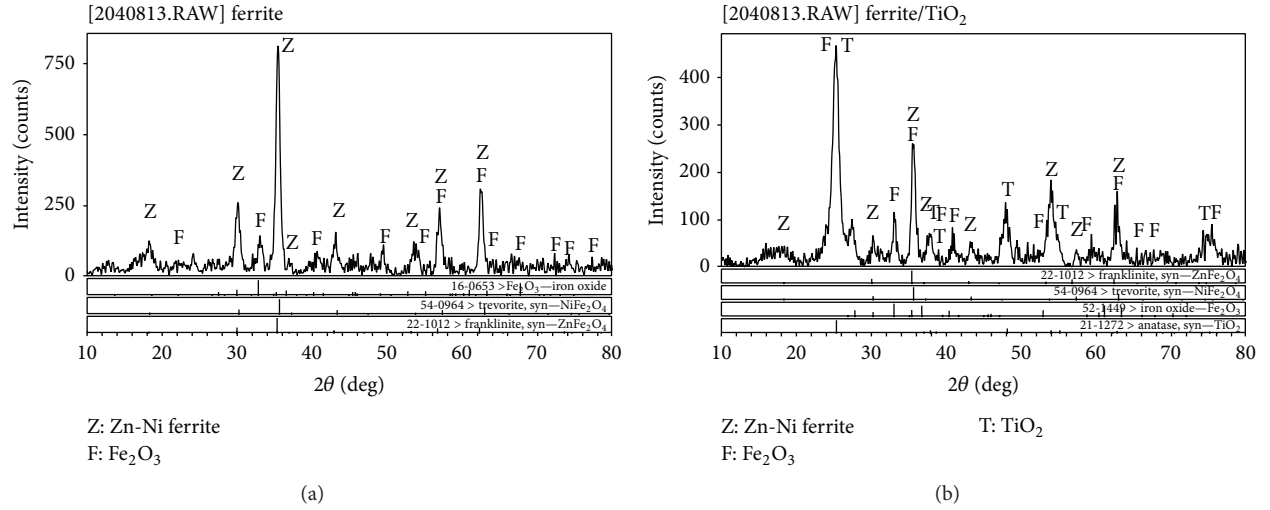 [2040813.RAW] ferrite
Intensity (counts)
750
500
250
0
Z
F
Z
F
Z
Z
F
Z
F
Z
F
Z
F
Z
F
F
F
F
F
F
16-0653 >Fe₂O₃—iron oxide
54-0964 > trevorite, syn—NiFe₂O₄
22-1012 > franklinite, syn—ZnFe₂O₄
10 20 30 40 50 60 70 80
2θ (deg)
Z: Zn-Ni ferrite
F: Fe₂O₃
(a)
[2040813.RAW] ferrite/TiO₂
Intensity (counts)
400
300
200
100
0
F T
Z
Z
F
Z
F
Z
T
F
T
F
Z
T
Z
F
T
Z
F
Z
F
F
F
T
F
22-1012 > franklinite, syn—ZnFe₂O₄
54-0964 > trevorite, syn—NiFe₂O₄
52-1449 > iron oxide—Fe₂O₃
21-1272 > anatase, syn—TiO₂
10 20 30 40 50 60 70 80
2θ (deg)
Z: Zn-Ni ferrite T: TiO₂
F: Fe₂O₃
(b)